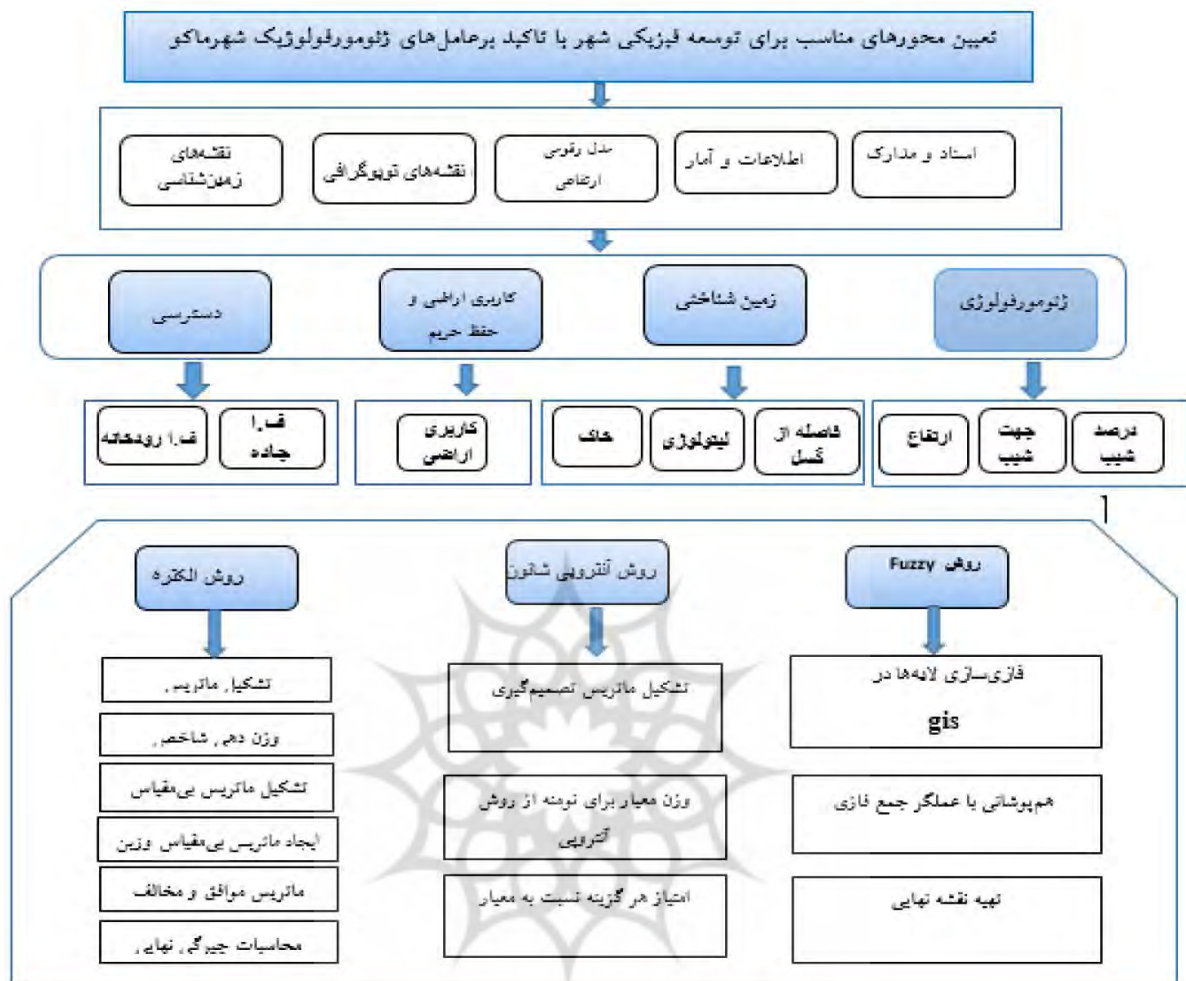 تعیین محورهای مناسب برای توسعه فیزیکی شهر با تاکید برعامل‌های ژئومورفولوژیک شهرماکو
اسناد و مدارک
اطلاعات و آمار
مدل رقومی
ارتفاعی
نقشه‌های توپوگرافی
نقشه‌های
زمین‌شناسی
ژئومورفولوژی
زمین شناختی
کاربری اراضی و
حفظ حریم
دسترسی
درصد
شیب
جهت
شیب
ارتفاع
فاصله از
گسل
لیتولوژی
خاک
کاربری
اراضی
ف.ا
جاده
ف.ا رودخانه
روش Fuzzy
فازی‌سازی لایه‌ها در
gis
هم‌پوشانی با عملگر جمع فازی
تهیه نقشه نهایی
روش آنتروپی شانون
تشکیل ماتریس تصمیم‌گیری
وزن معیار برای نومنه از روش
آنتروپی
امتیاز هر گزینه نسبت به معیار
روش الکتره
تشکیل ماتریس
وزن دهی شاخص
تشکیل ماتریس بی‌مقیاس
ایجاد ماتریس بی‌مقیاس وزین
ماتریس موافق و مخالف
محاسبات چیرگی نهایی